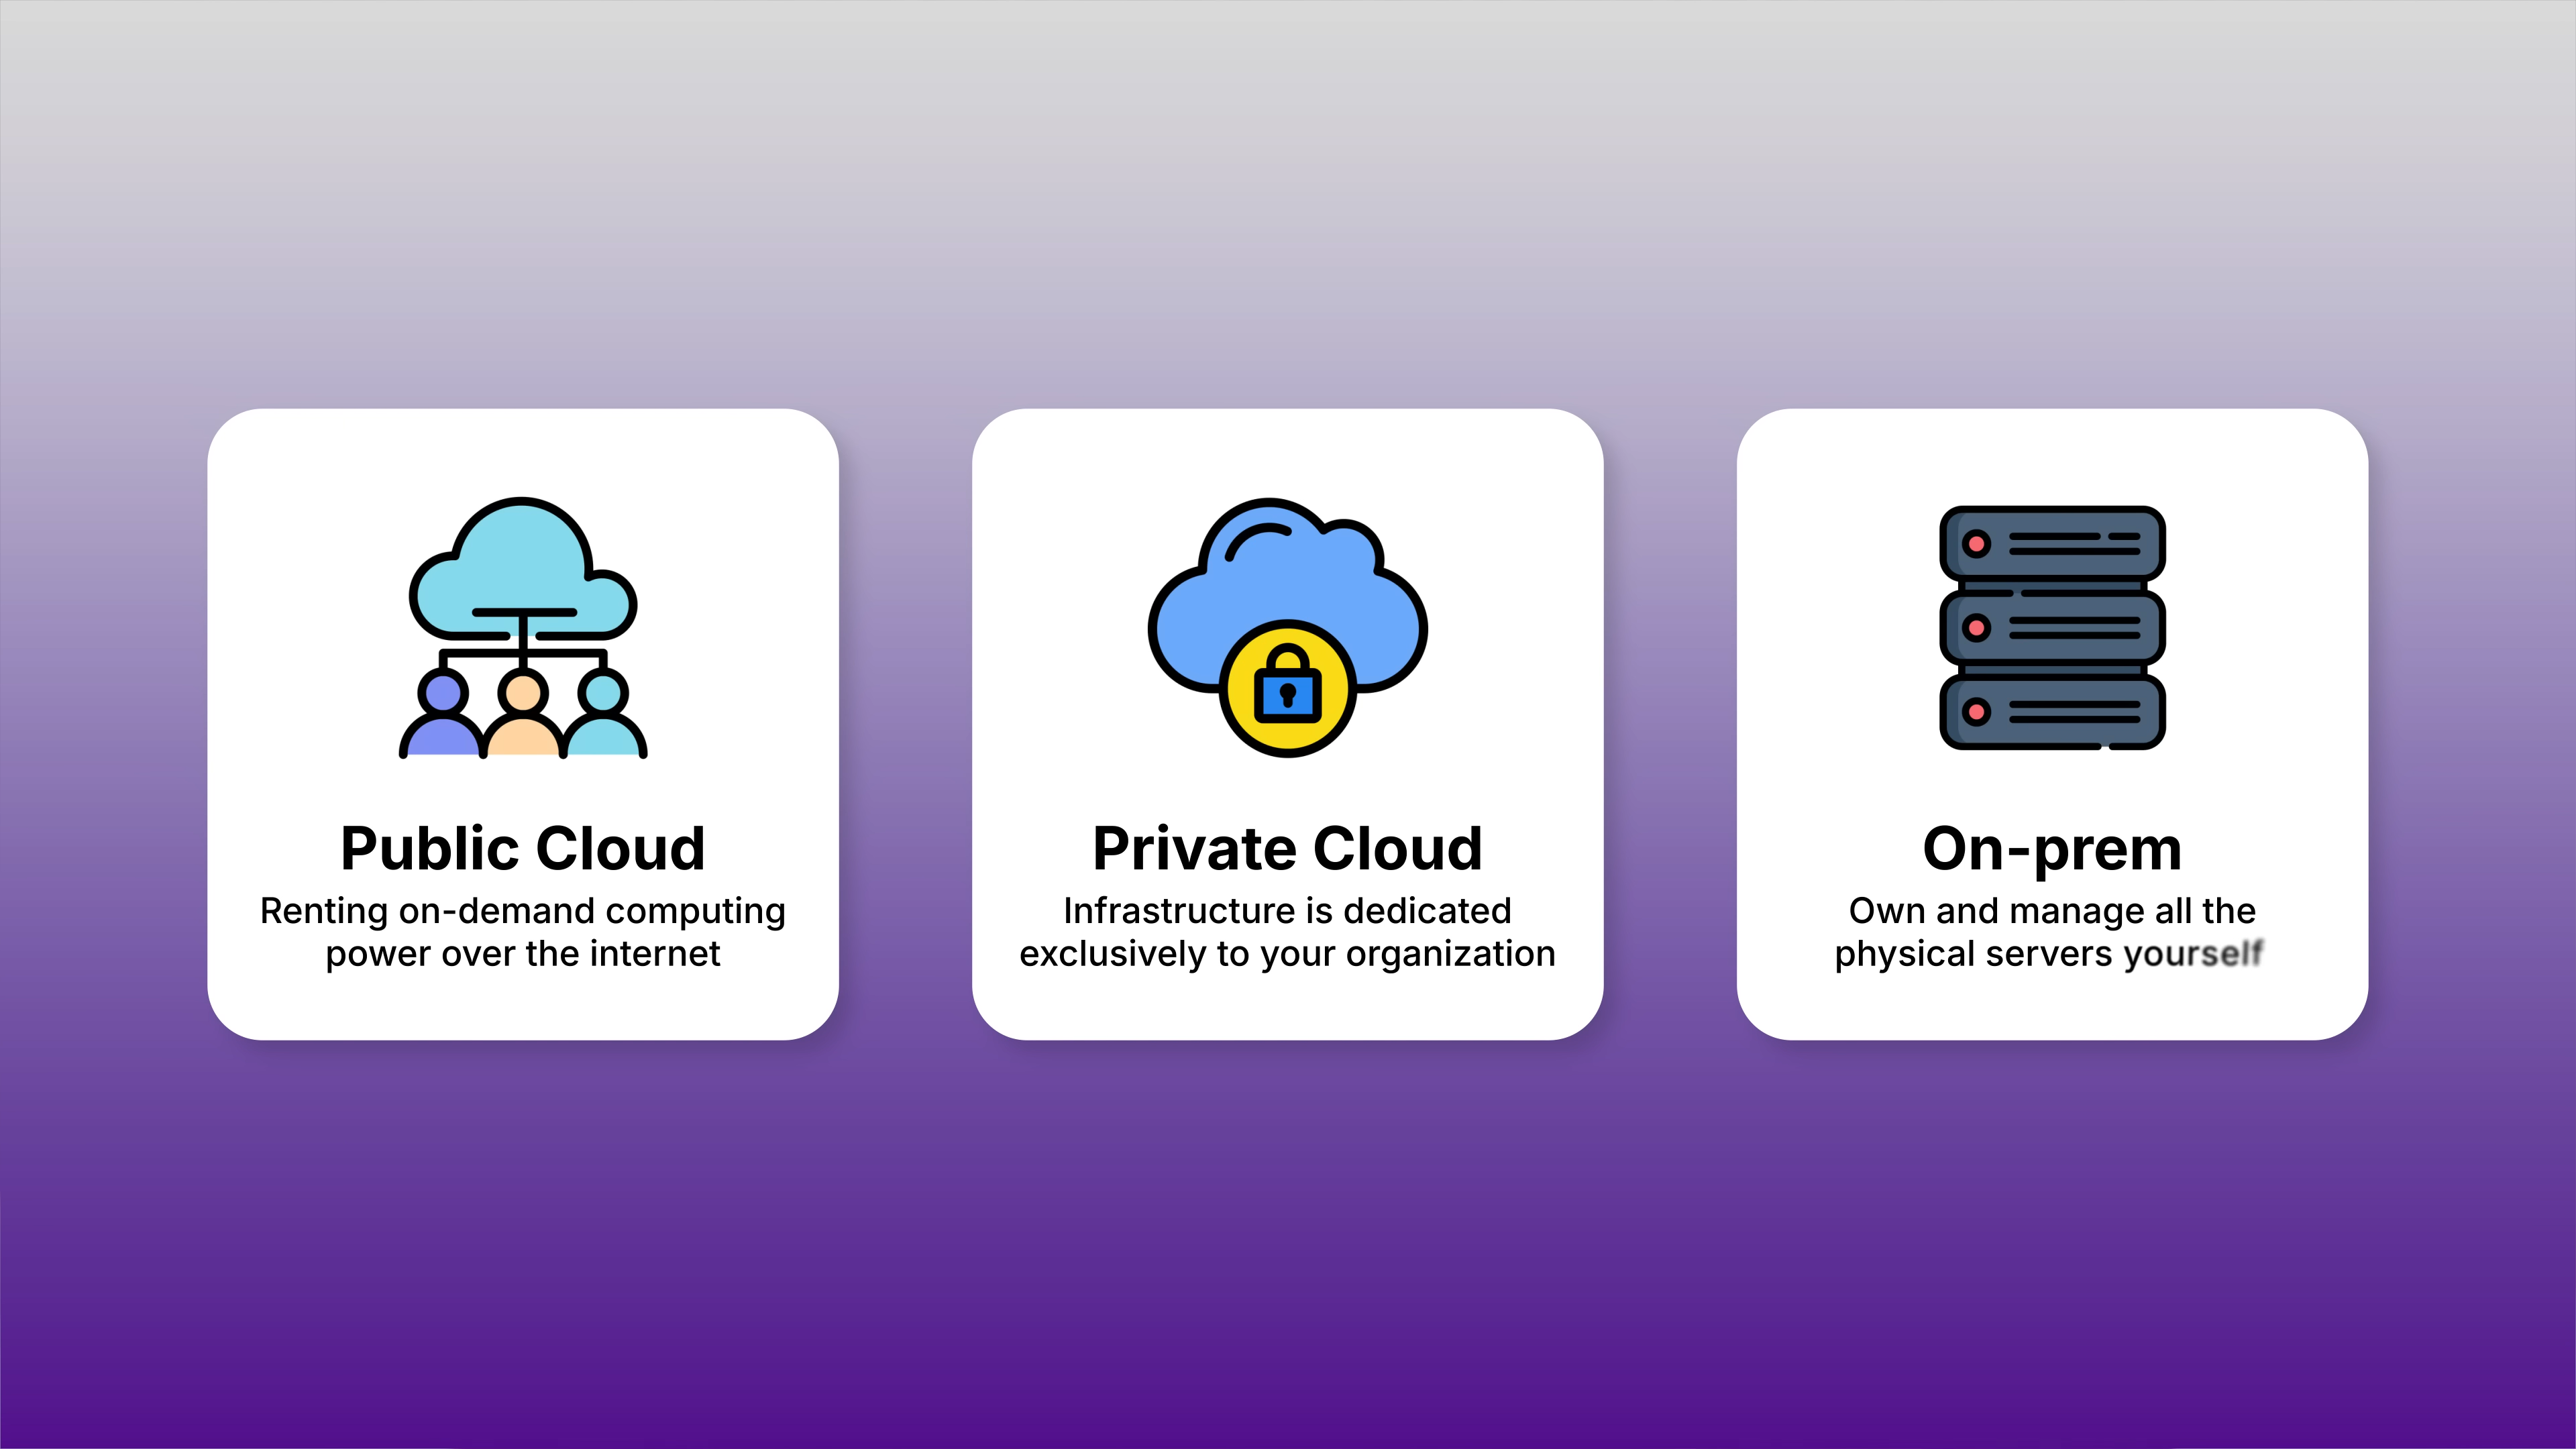 Public Cloud
Renting on-demand computing
power over the internet
Private Cloud
Infrastructure is dedicated
exclusively to your organization
On-prem
Own and manage all the
physical servers yourself